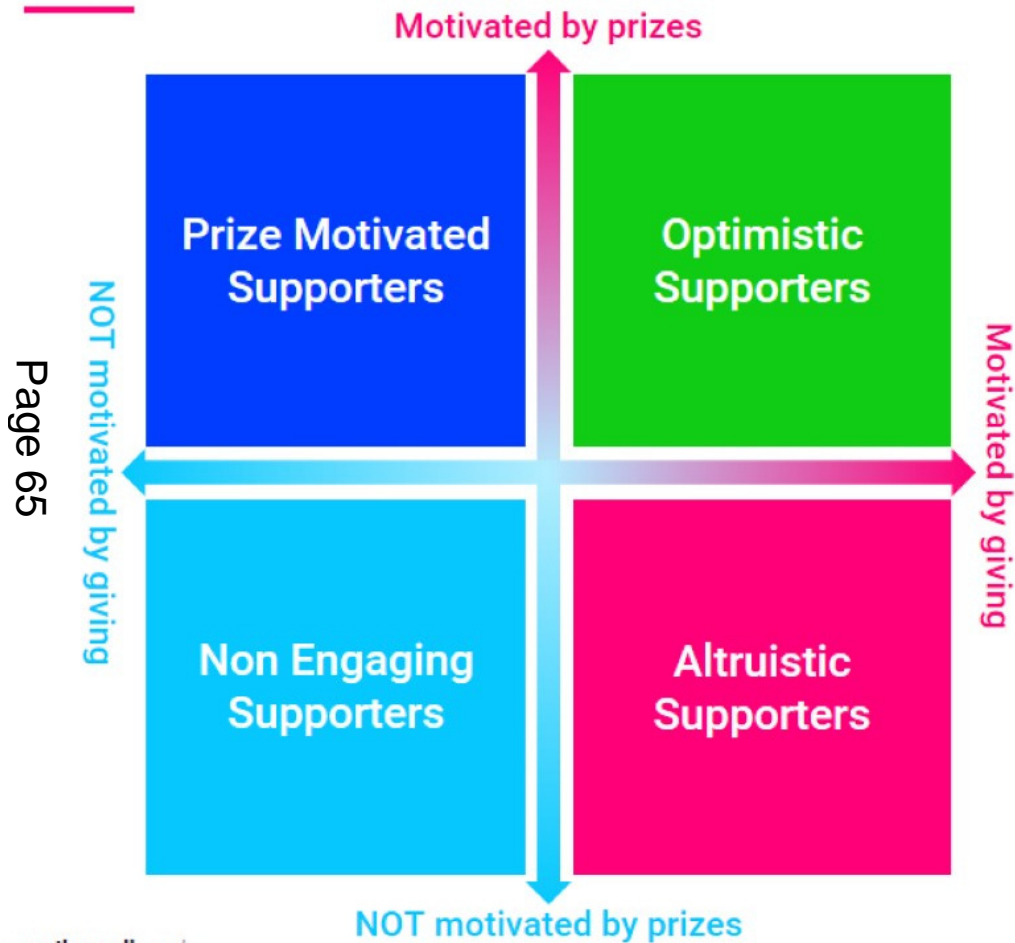 Motivated by prizes
Prize Motivated
Supporters
Optimistic
Supporters
NOT motivated by giving
Motivated by giving
Page 65
Non Engaging
Supporters
Altruistic
Supporters
NOT motivated by prizes